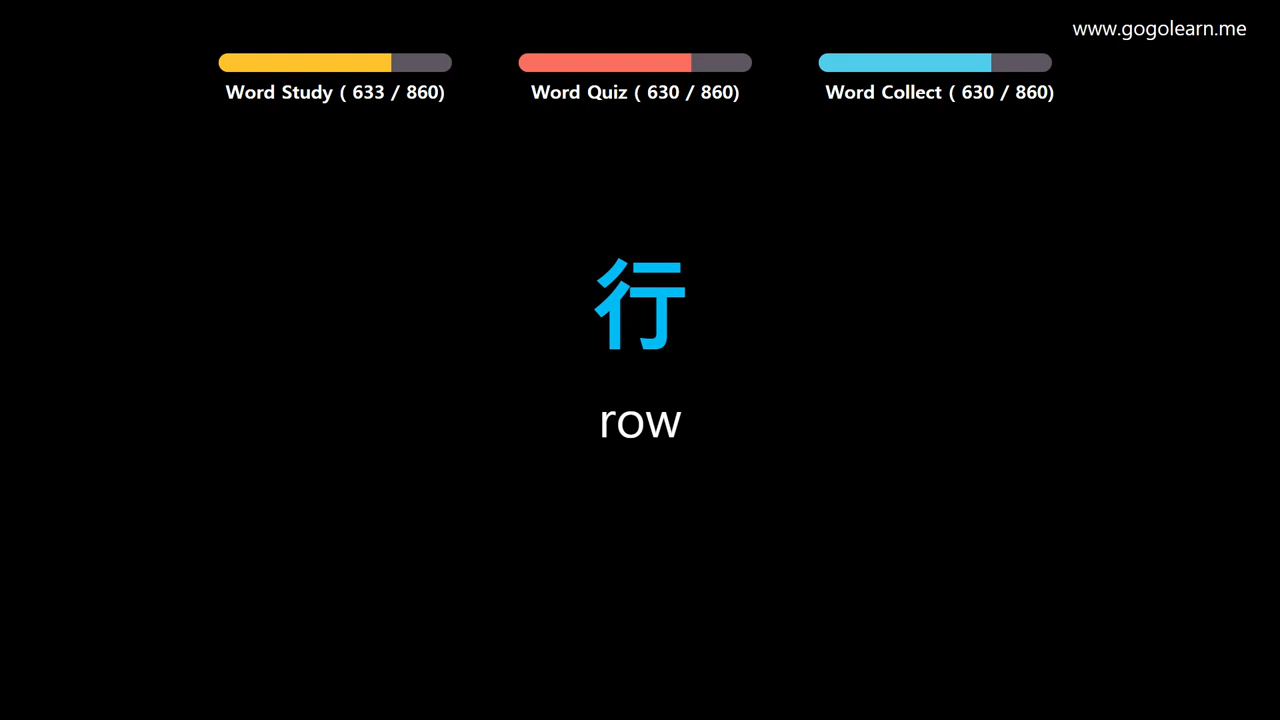 www.gogolearn.me
Word Study ( 633 / 860)
Word Quiz ( 630 / 860)
Word Collect ( 630 / 860)
行
row